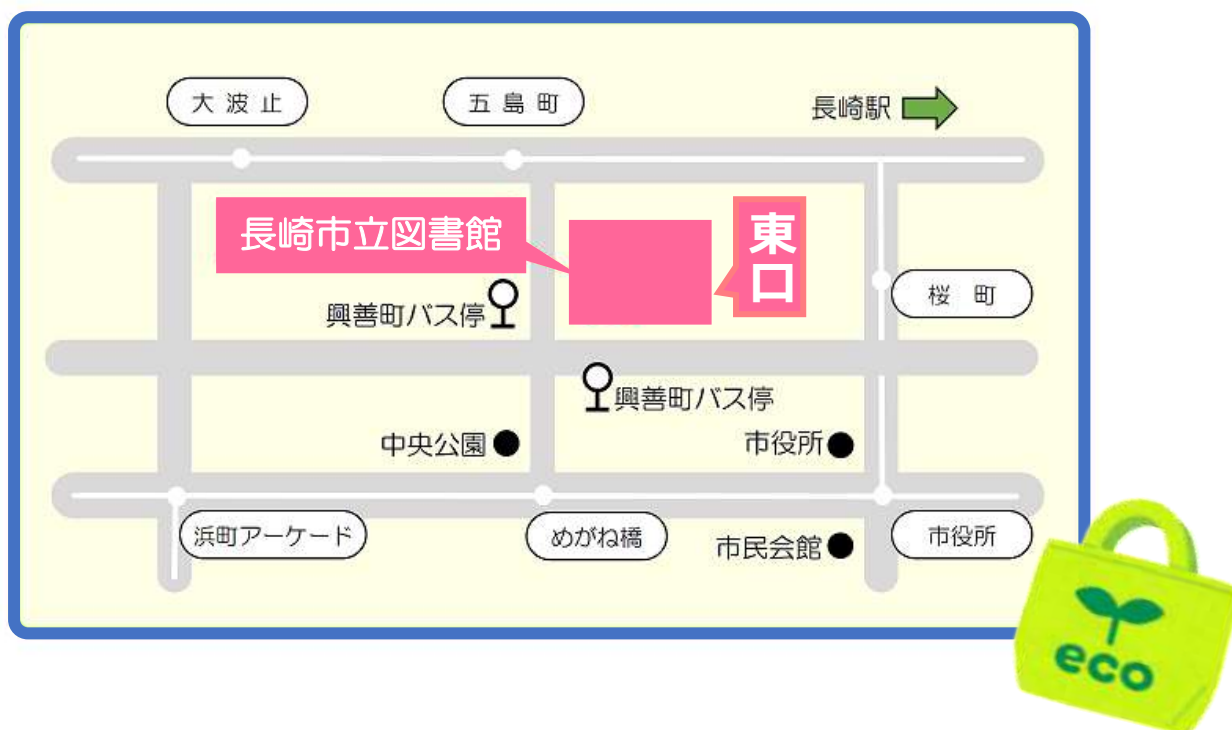 大波止
五島町
長崎駅
長崎市立図書館
東口
桜町
興善町バス停
興善町バス停
中央公園
市役所
浜町アーケード
めがね橋
市民会館
市役所
eco